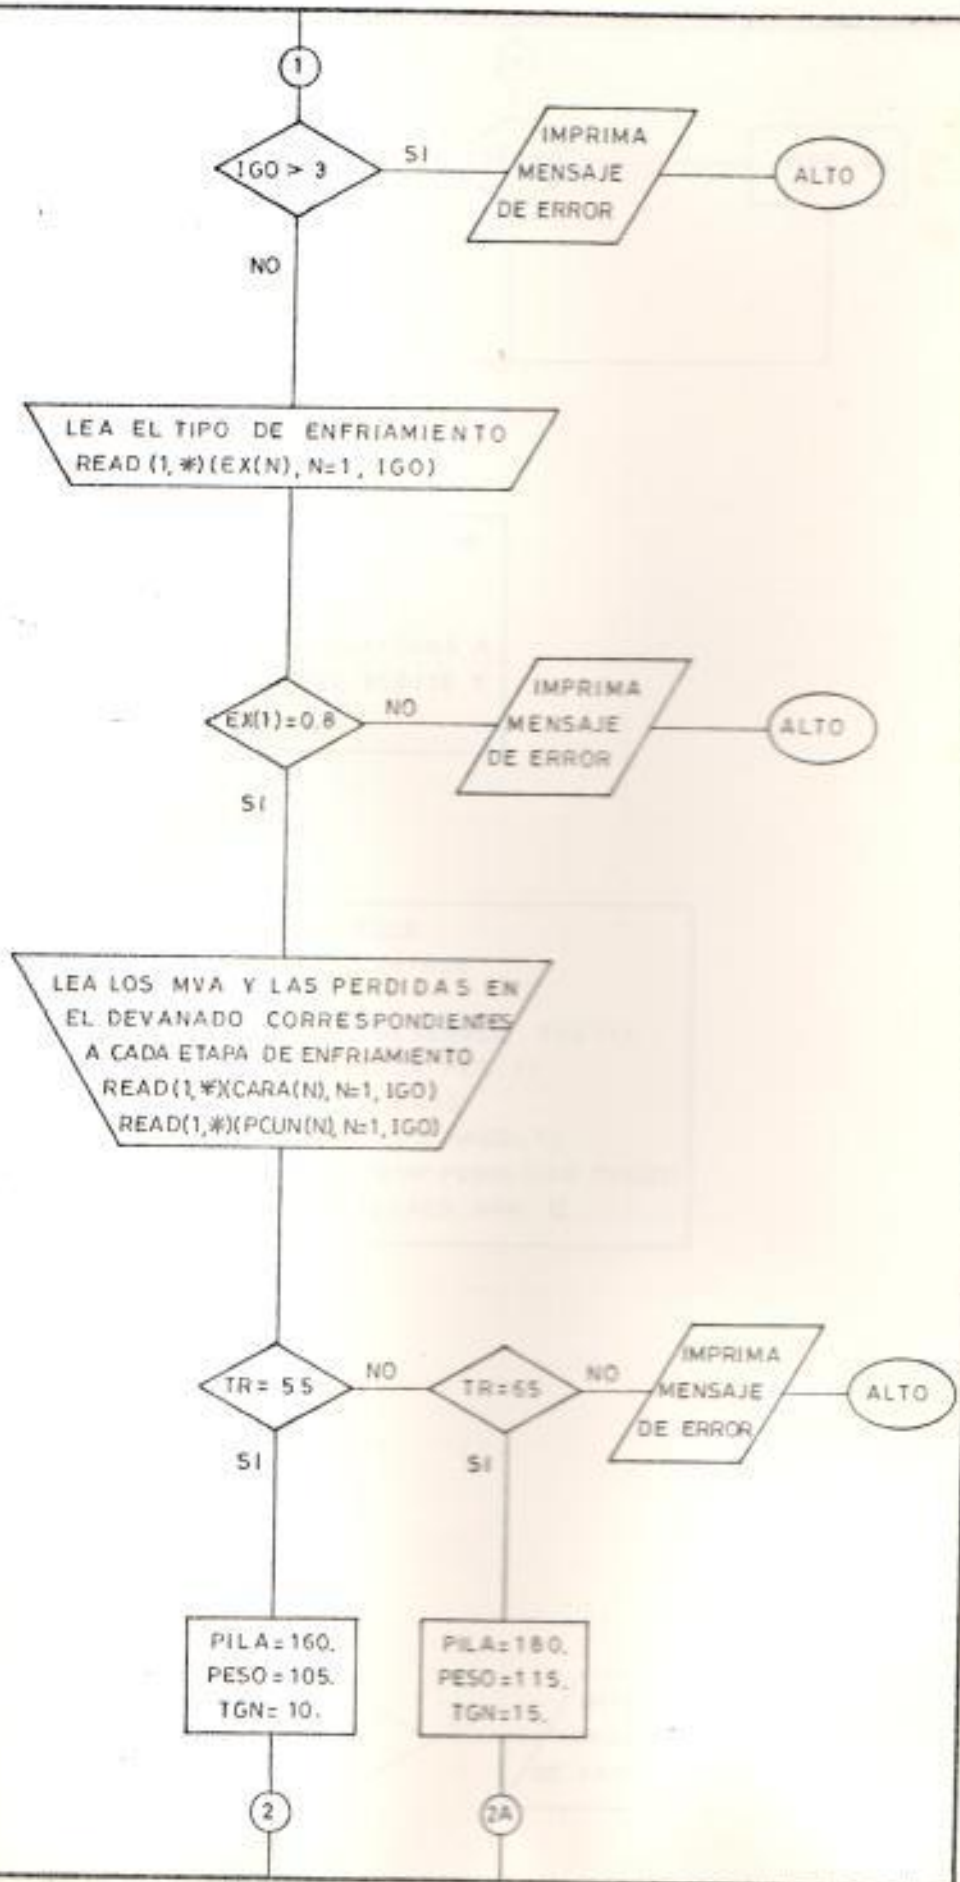 1
IGO > 3
SI
IMPRIMA
MENSAJE
DE ERROR
ALTO
NO
LEA EL TIPO DE ENFRIAMIENTO
READ (1,*)(EX(N), N=1, IGO)
EX(1)=0.8
NO
IMPRIMA
MENSAJE
DE ERROR
ALTO
SI
LEA LOS MVA Y LAS PERDIDAS EN
EL DEVANADO CORRESPONDIENTES
A CADA ETAPA DE ENFRIAMIENTO
READ(1,*)(CARA(N), N=1, IGO)
READ(1,*)(PCUN(N), N=1, IGO)
TR= 55
NO
TR=65
NO
IMPRIMA
MENSAJE
DE ERROR
ALTO
SI
SI
PILA=160.
PESO=105.
TGN= 10.
PILA=180.
PESO=115.
TGN=15.
2
2A